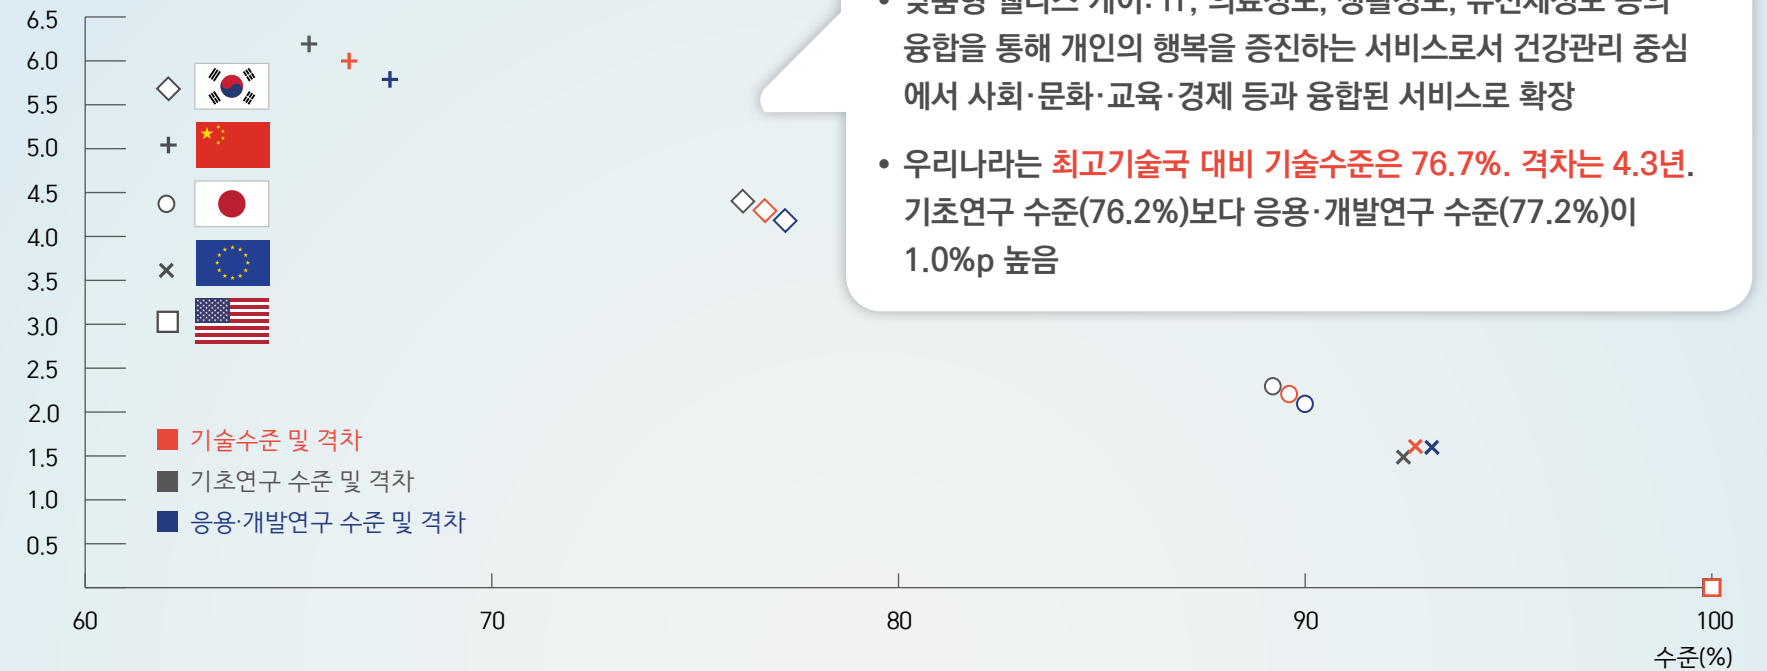 6.5
6.0
5.5
5.0
4.5
4.0
3.5
3.0
2.5
2.0
1.5
1.0
0.5
60
70
80
90
100
수준(%)
기술수준 및 격차
기초연구 수준 및 격차
응용·개발연구 수준 및 격차
융합을 통해 개인의 행복을 증진하는 서비스로서 건강관리 중심
에서 사회·문화·교육·경제 등과 융합된 서비스로 확장
• 우리나라는 최고기술국 대비 기술수준은 76.7%. 격차는 4.3년.
기초연구 수준(76.2%)보다 응용·개발연구 수준(77.2%)이
1.0%p 높음